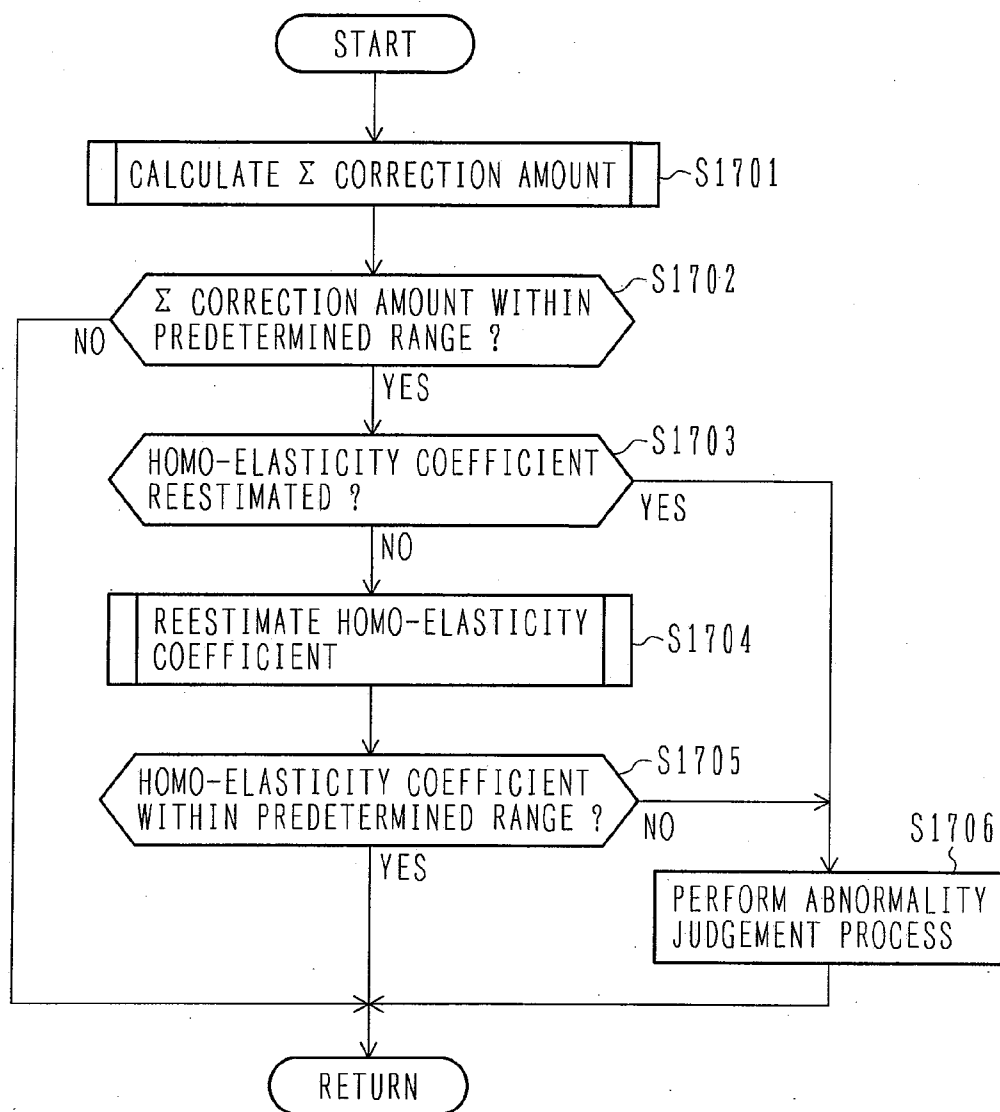 START
CALCULATE Σ CORRECTION AMOUNT
S1701
Σ CORRECTION AMOUNT WITHIN
PREDETERMINED RANGE ?
S1702
NO
YES
HOMO-ELASTICITY COEFFICIENT
REESTIMATED ?
S1703
YES
NO
REESTIMATE HOMO-ELASTICITY
COEFFICIENT
S1704
HOMO-ELASTICITY COEFFICIENT
WITHIN PREDETERMINED RANGE ?
S1705
NO
YES
S1706
PERFORM ABNORMALITY
JUDGEMENT PROCESS
RETURN